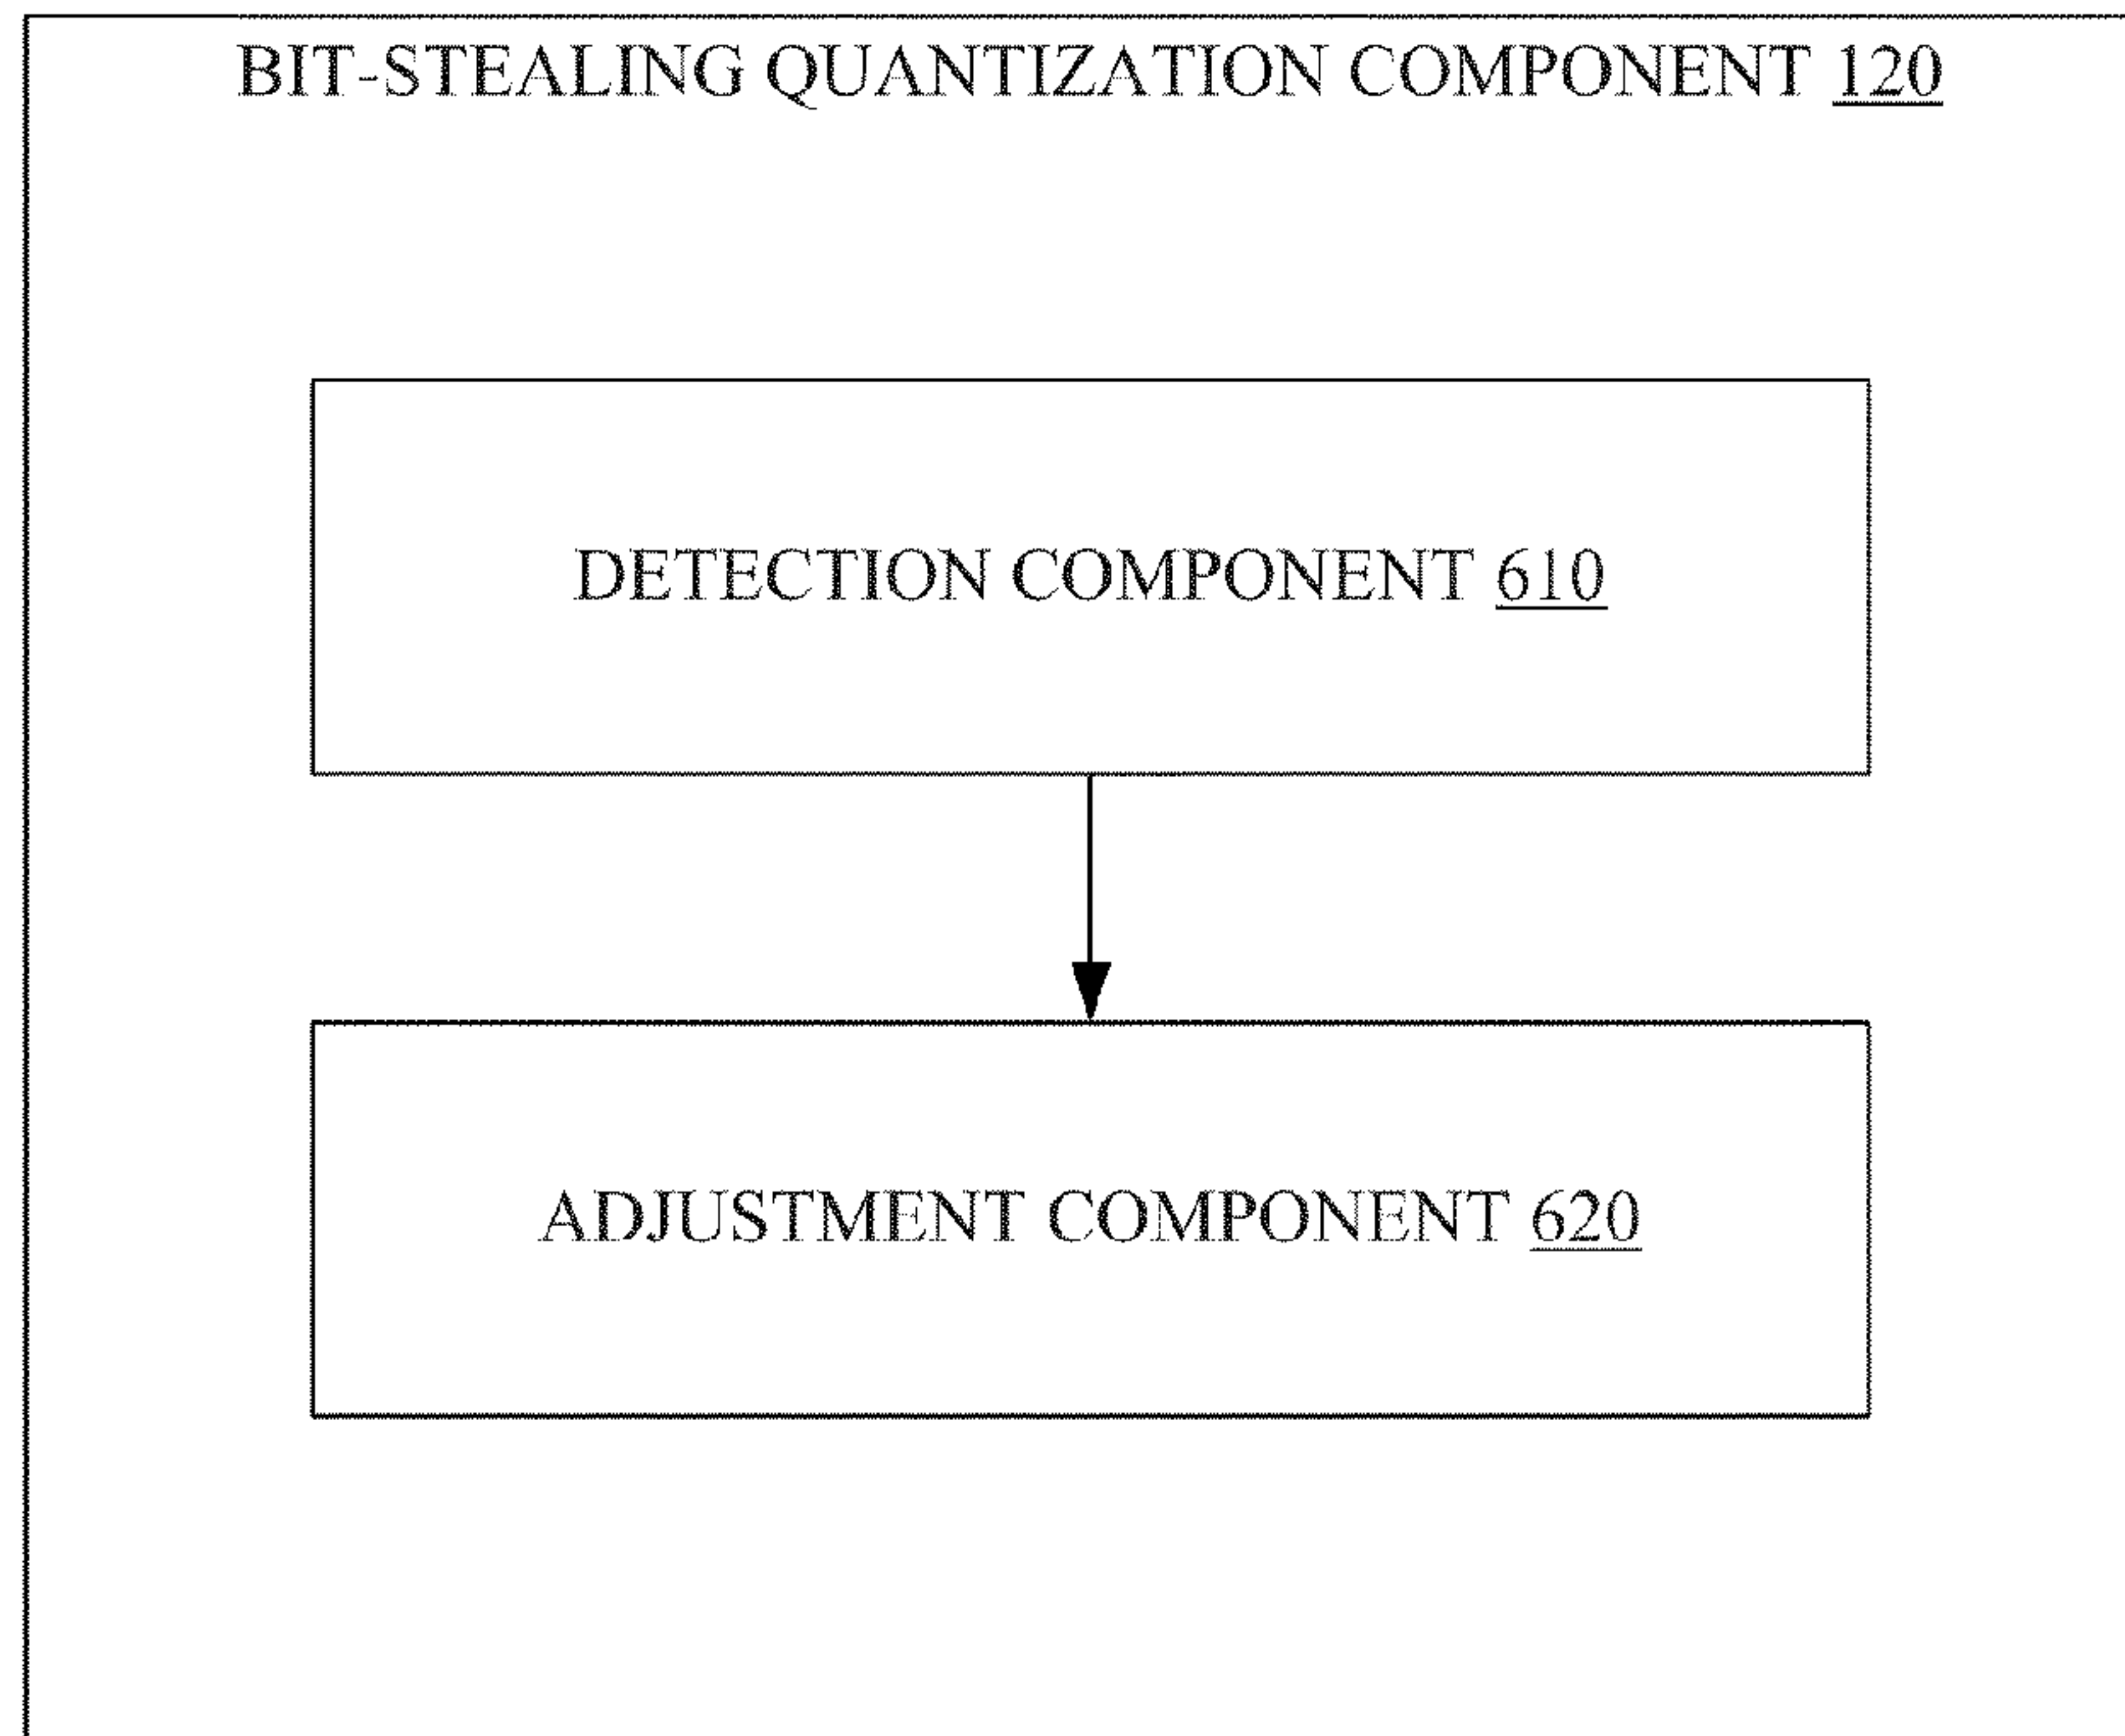 BIT-STEALING QUANTIZATION COMPONENT 120
DETECTION COMPONENT 610
ADJUSTMENT COMPONENT 620